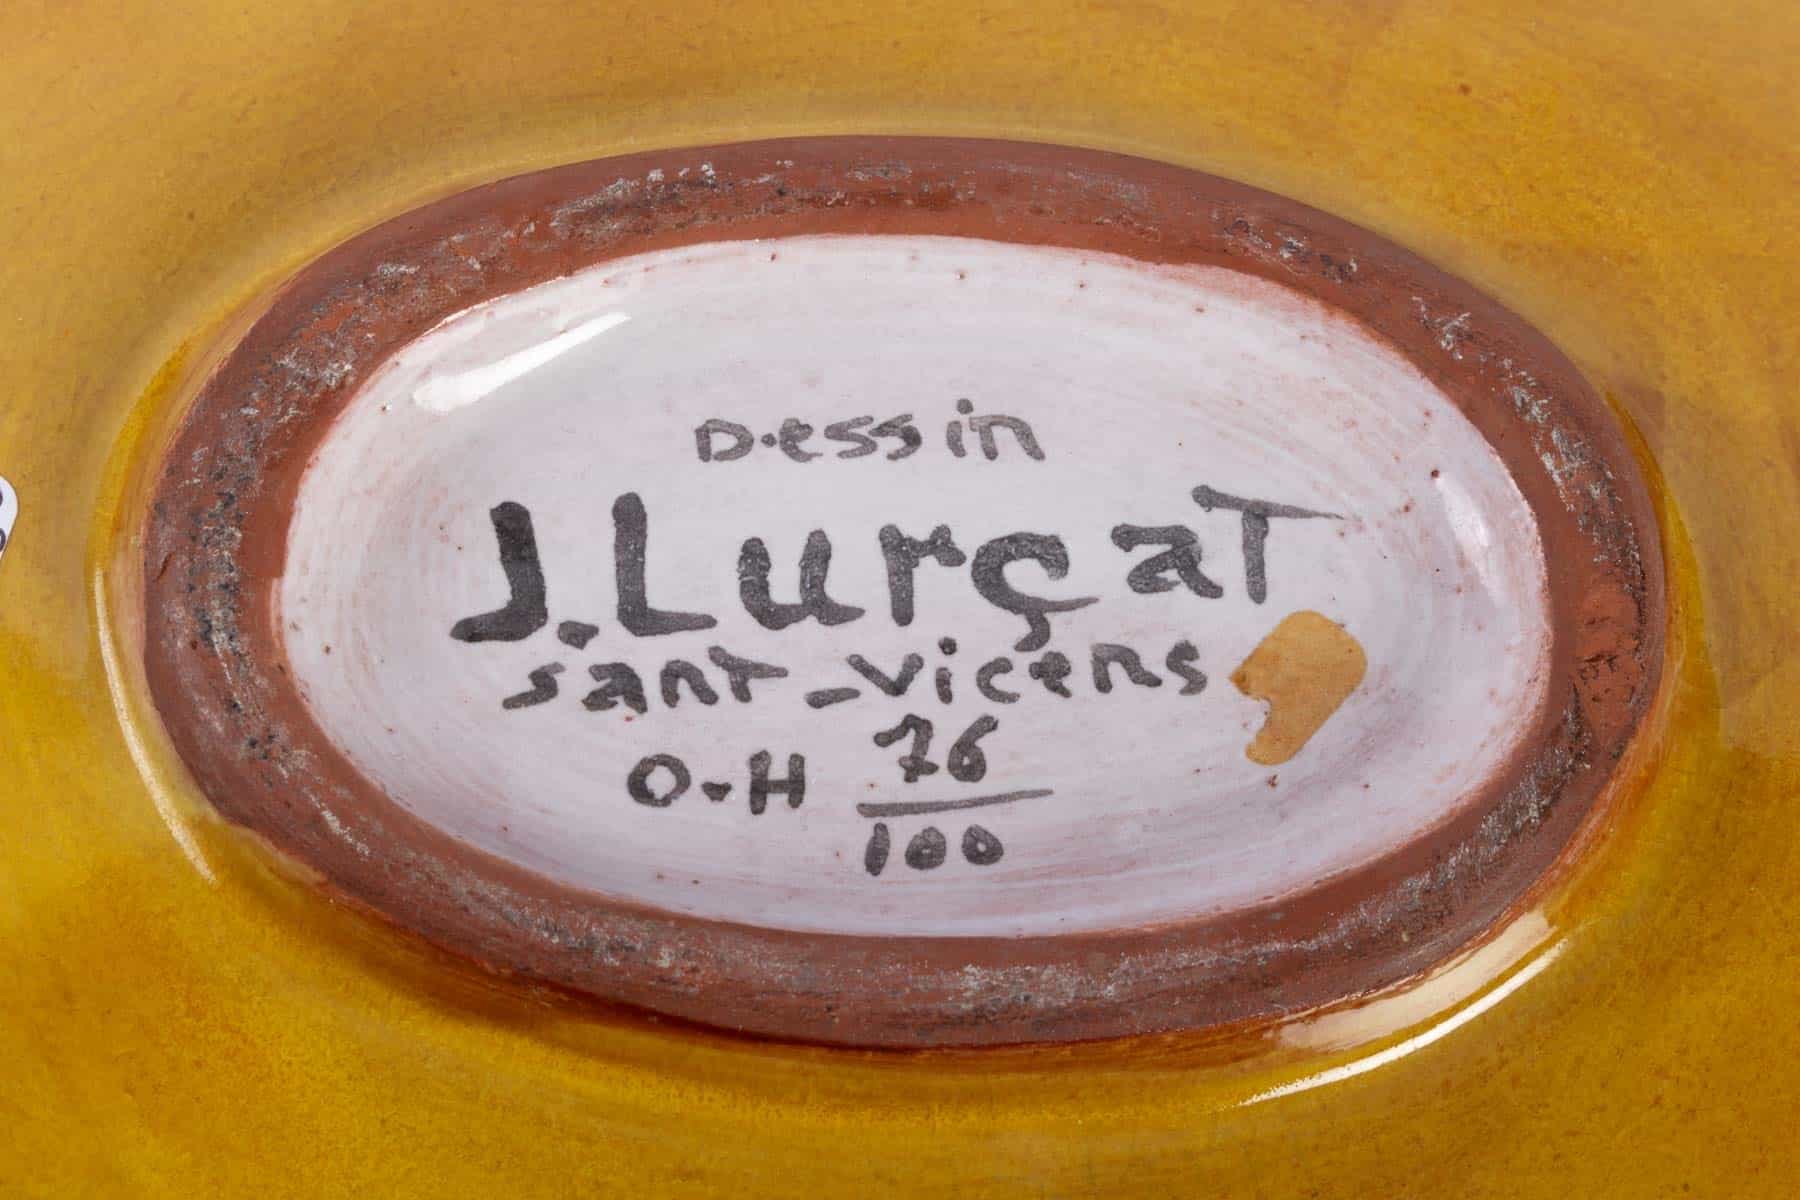 Dessin
J. Lurçat
Sant-Vicens
O.H 76/100